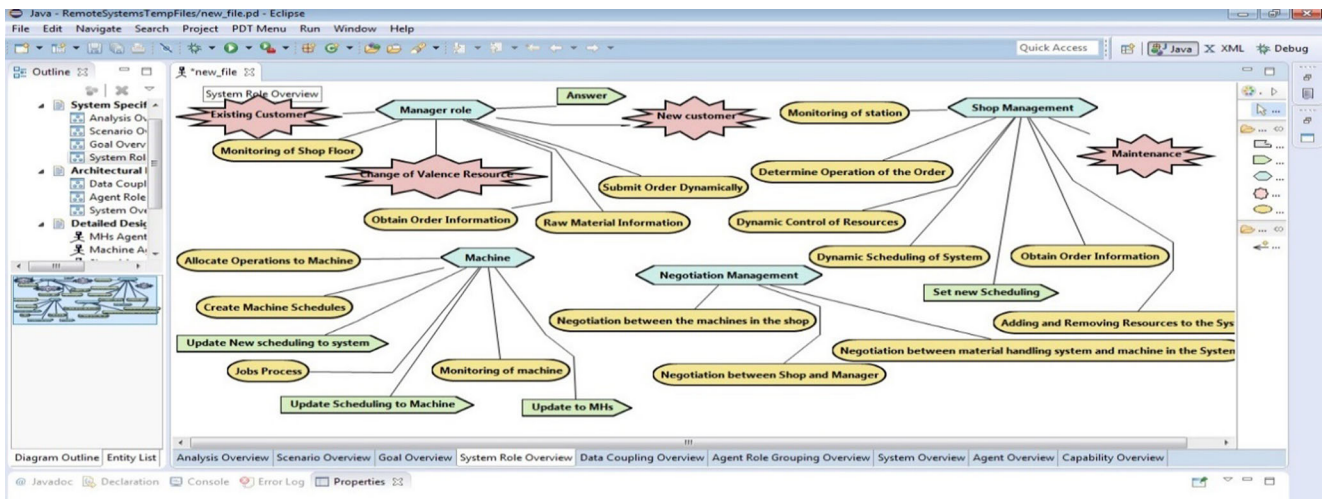 Java - RemoteSystemsTempFiles/new_file.pd - Eclipse
File Edit Navigate Search Project PDT Menu Run Window Help
Quick Access Java XML Debug
Outline
*new_file
System Specif
Analysis Ov
Scenario Ov
Goal Overv
System Rol
Architectural
Data Coupl
Agent Role
System Ove
Detailed Desig
MHs Agent
Machine A
System Role Overview
Existing Customer
Manager role
Answer
New customer
Monitoring of Shop Floor
Change of Valence Resource
Submit Order Dynamically
Obtain Order Information
Raw Material Information
Monitoring of station
Shop Management
Maintenance
Determine Operation of the Order
Dynamic Control of Resources
Dynamic Scheduling of System
Obtain Order Information
Set new Scheduling
Adding and Removing Resources to the Sys
Machine
Allocate Operations to Machine
Create Machine Schedules
Update New scheduling to system
Jobs Process
Monitoring of machine
Update Scheduling to Machine
Update to MHs
Negotiation Management
Negotiation between the machines in the shop
Negotiation between material handling system and machine in the System
Negotiation between Shop and Manager
Diagram Outline Entity List
Analysis Overview Scenario Overview Goal Overview System Role Overview Data Coupling Overview Agent Role Grouping Overview System Overview Agent Overview Capability Overview
@ Javadoc Declaration Console Error Log Properties